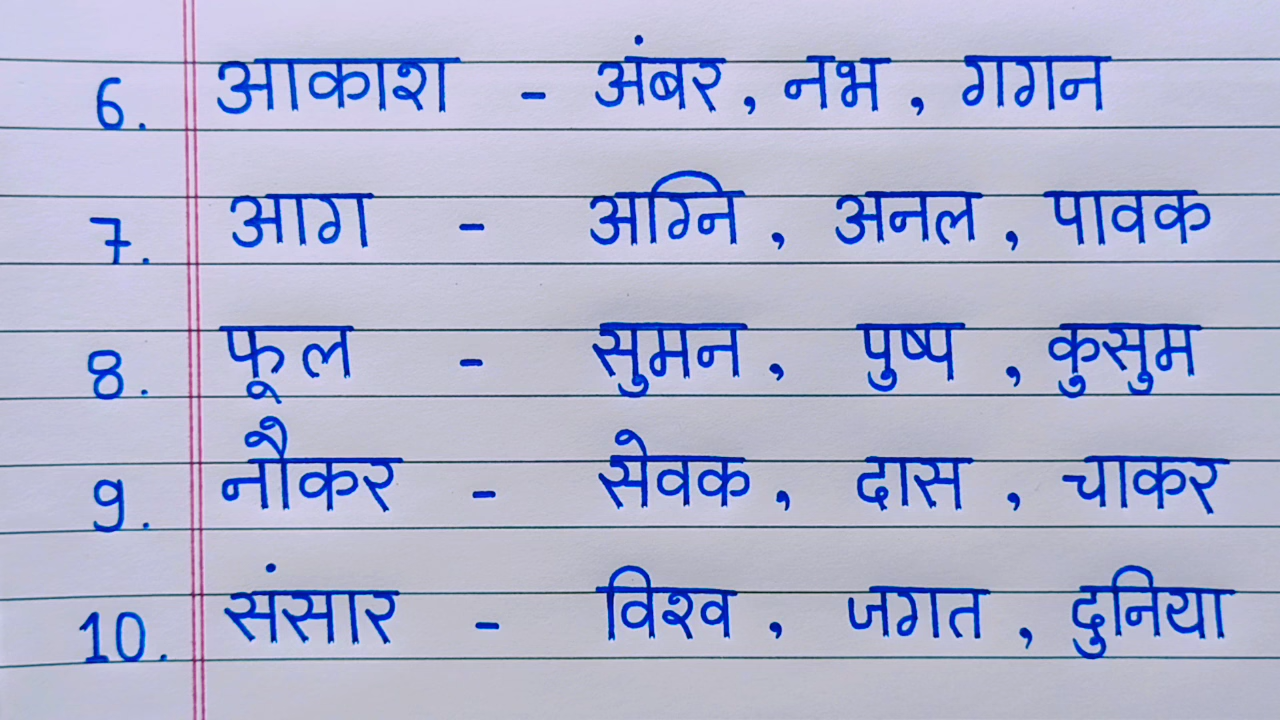 6. आकाश - अंबर, नभ, गगन
7. आग - अग्नि, अनल, पावक
8. फूल - सुमन, पुष्प, कुसुम
9. नौकर - सेवक, दास, चाकर
10. संसार - विश्व, जगत, दुनिया